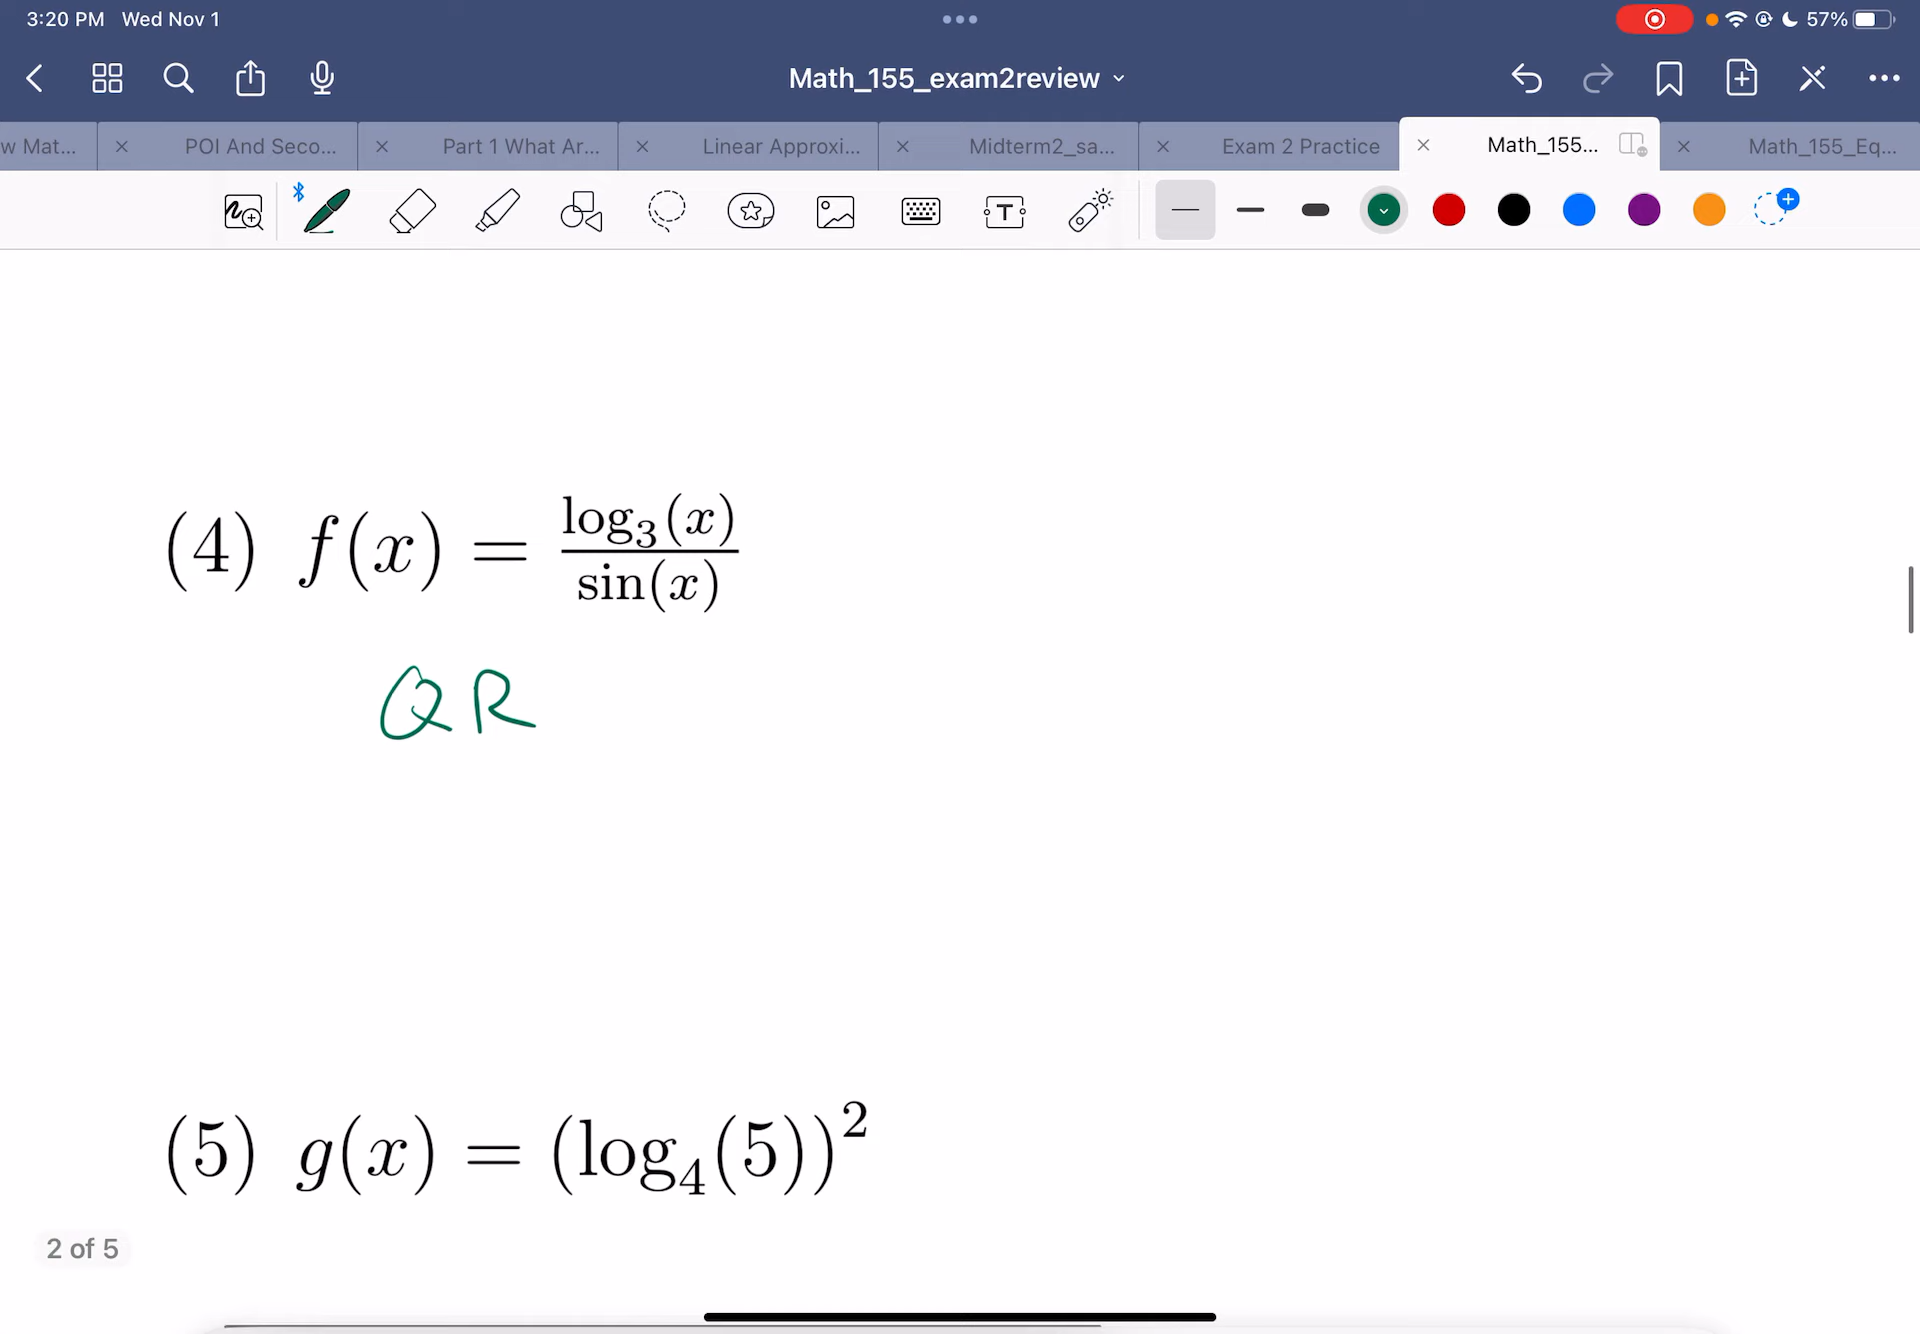 3:20 PM Wed Nov 1
57%
Math_155_exam2review
w Mat...
POI And Seco...
Part 1 What Ar...
Linear Approxi...
Midterm2_sa...
Exam 2 Practice
Math_155...
Math_155_Eq...
T
(4) f(x) = log₃(x) / sin(x)
QR
(5) g(x) = (log₄(5))²
2 of 5